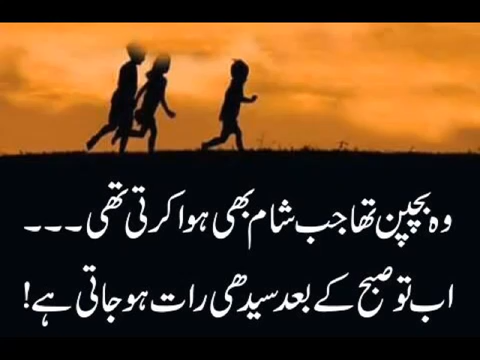 وہ بچپن تھا جب شام بھی ہوا کرتی تھی ۔۔۔
اب تو صبح کے بعد سیدھی رات ہو جاتی ہے!